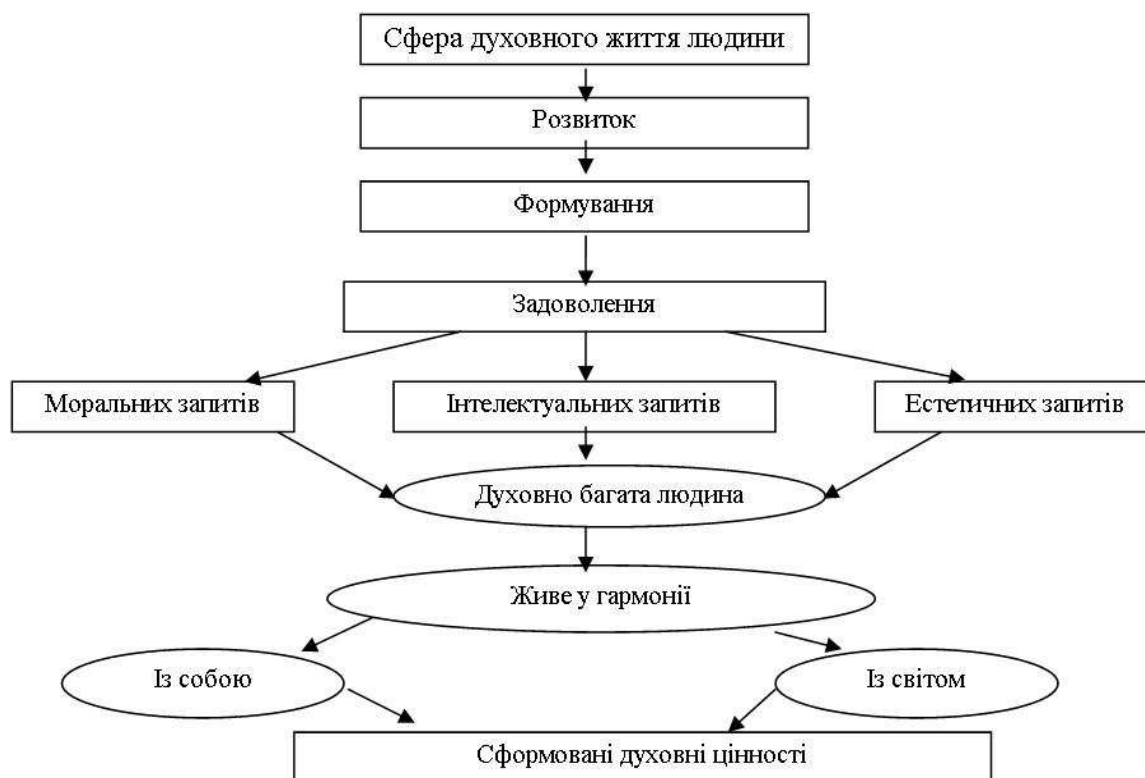 Сфера духовного життя людини
Розвиток
Формування
Задоволення
Моральних запитів
Інтелектуальних запитів
Естетичних запитів
Духовно багата людина
Живе у гармонії
Із собою
Із світом
Сформовані духовні цінності